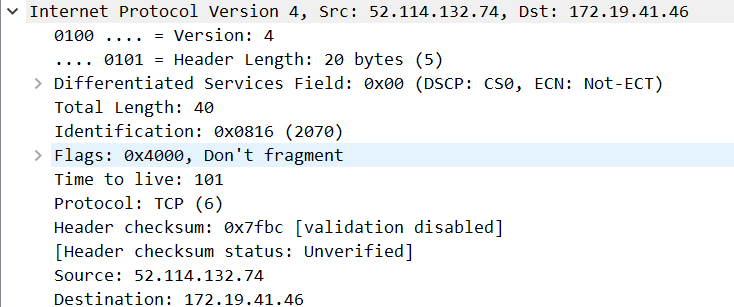 Internet Protocol Version 4, Src: 52.114.132.74, Dst: 172.19.41.46
0100 .... = Version: 4
.... 0101 = Header Length: 20 bytes (5)
Differentiated Services Field: 0x00 (DSCP: CS0, ECN: Not-ECT)
Total Length: 40
Identification: 0x0816 (2070)
Flags: 0x4000, Don't fragment
Time to live: 101
Protocol: TCP (6)
Header checksum: 0x7fbc [validation disabled]
[Header checksum status: Unverified]
Source: 52.114.132.74
Destination: 172.19.41.46